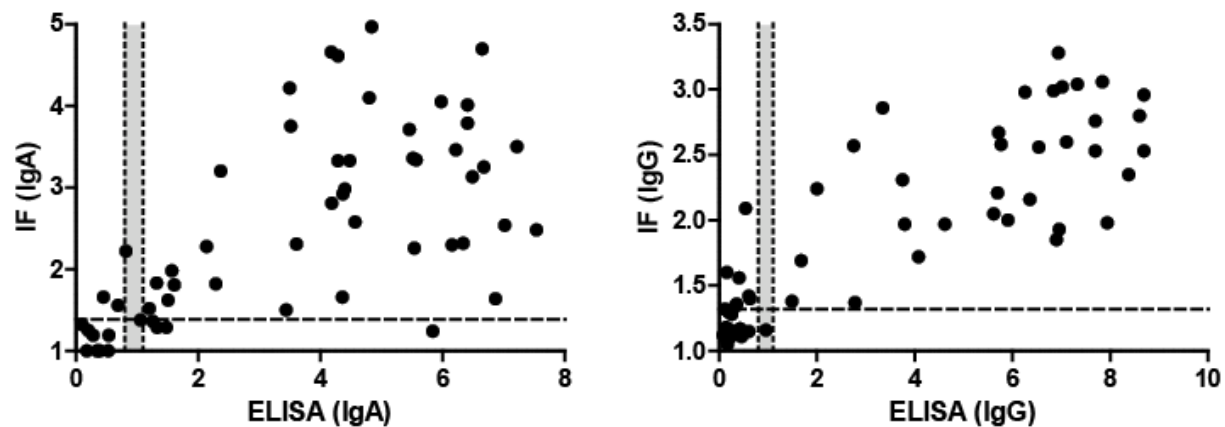 5
4
3
2
1
IF (IgA)
0 2 4 6 8
ELISA (IgA)
3.5
3.0
2.5
2.0
1.5
1.0
IF (IgG)
0 2 4 6 8 10
ELISA (IgG)